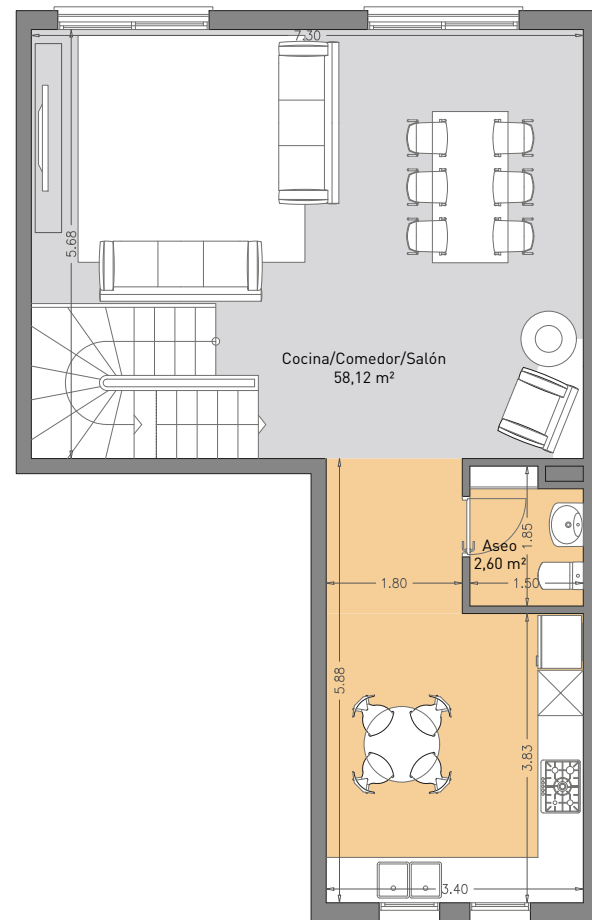 7.30
5.68
Cocina/Comedor/Salón
58,12 m²
1.85
Aseo
2,60 m²
1.80
1.50
5.88
3.83
3.40